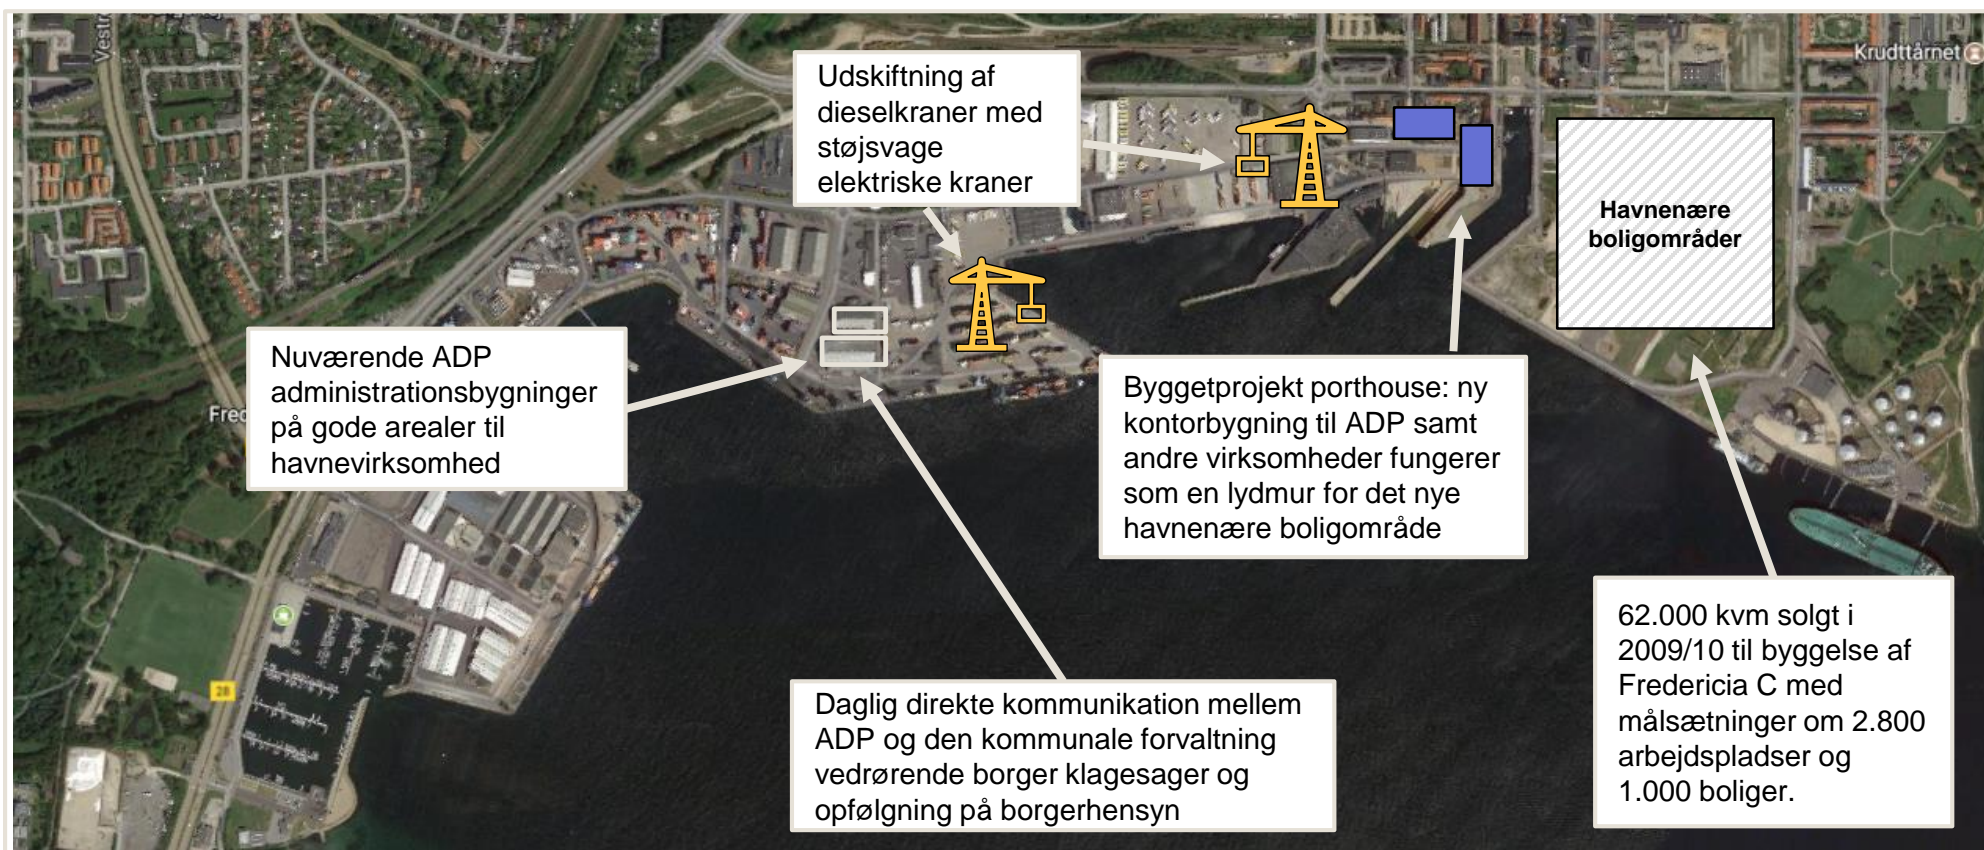 Vestre
Krudttårnet
Udskiftning af
dieselkraner med
støjsvage
elektriske kraner
Havnenære
boligområder
Nuværende ADP
administrationsbygninger
på gode arealer til
havnevirksomhed
Fred
Byggetprojekt porthouse: ny
kontorbygning til ADP samt
andre virksomheder fungerer
som en lydmur for det nye
havnenære boligområde
62.000 kvm solgt i
2009/10 til byggelse af
Fredericia C med
målsætninger om 2.800
arbejdspladser og
1.000 boliger.
28
Daglig direkte kommunikation mellem
ADP og den kommunale forvaltning
vedrørende borger klagesager og
opfølgning på borgerhensyn